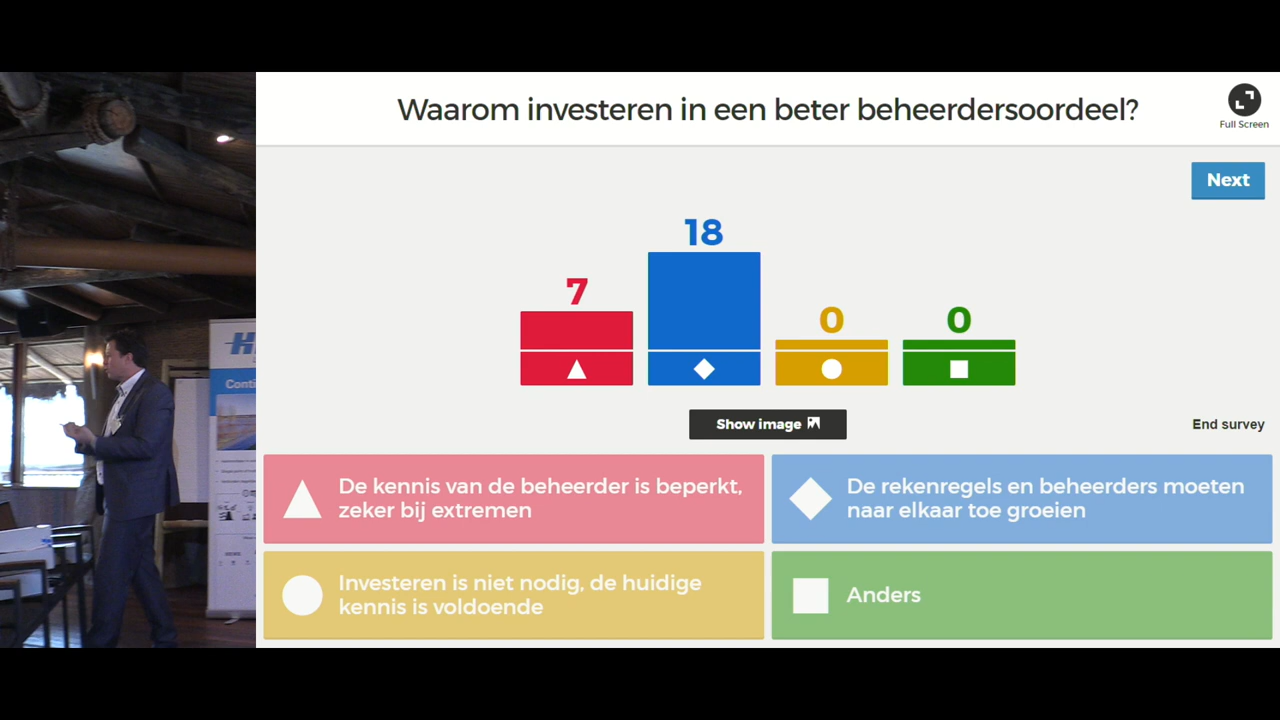 Waarom investeren in een beter beheerdersoordeel?
Full Screen
Next
7
18
0
0
Show image
End survey
De kennis van de beheerder is beperkt,
zeker bij extremen
De rekenregels en beheerders moeten
naar elkaar toe groeien
Investeren is niet nodig, de huidige
kennis is voldoende
Anders
Conti